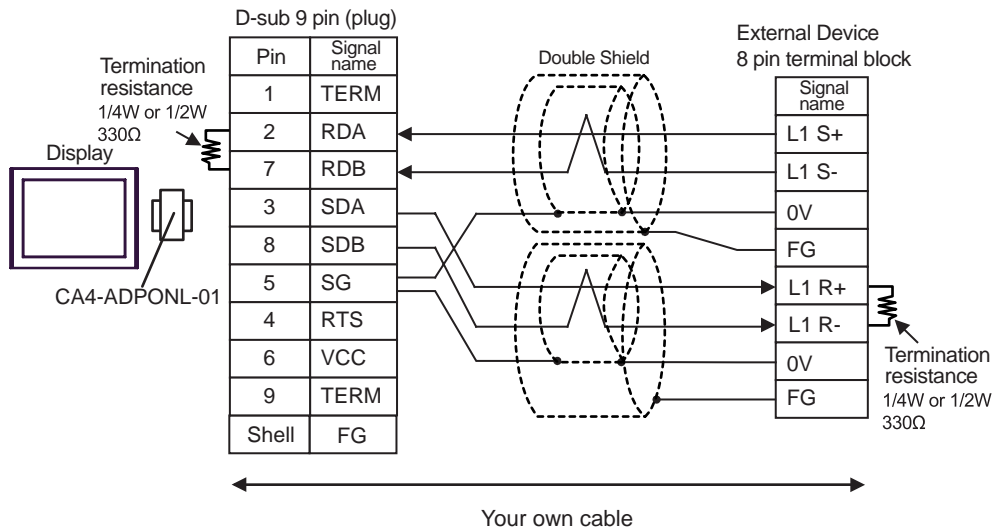 D-sub 9 pin (plug)
Pin Signal name
1 TERM
2 RDA
7 RDB
3 SDA
8 SDB
5 SG
4 RTS
6 VCC
9 TERM
Shell FG
Termination
resistance
1/4W or 1/2W
330Ω
Display
CA4-ADPONL-01
Double Shield
External Device
8 pin terminal block
Signal
name
L1 S+
L1 S-
0V
FG
L1 R+
L1 R-
0V
FG
Termination
resistance
1/4W or 1/2W
330Ω
Your own cable